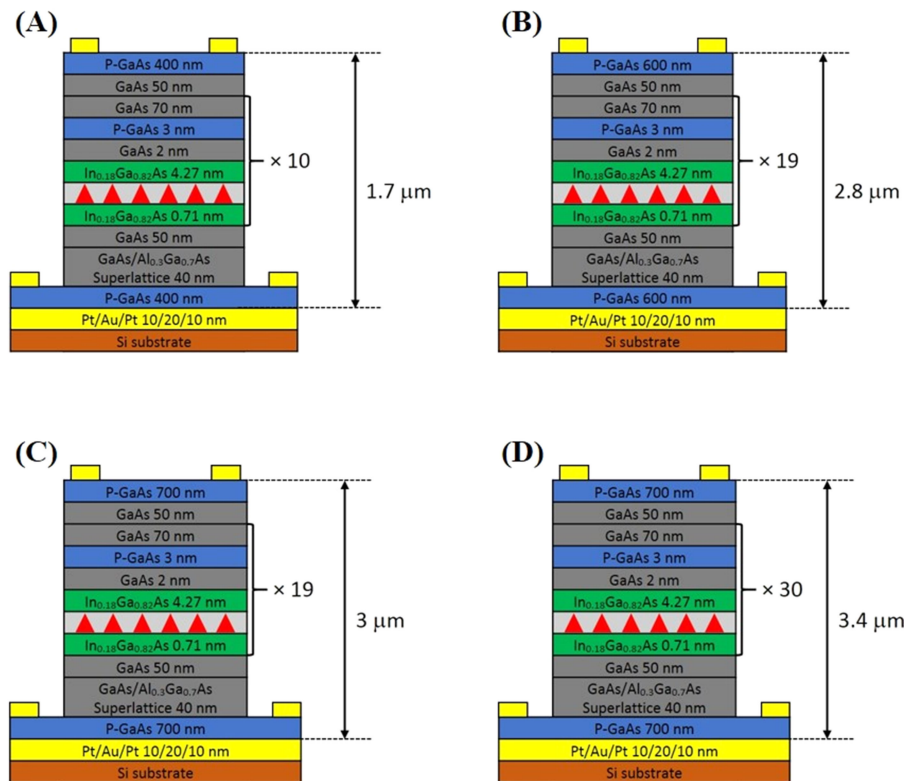 (A)
P-GaAs 400 nm
GaAs 50 nm
GaAs 70 nm
P-GaAs 3 nm
GaAs 2 nm
In₀.₁₈Ga₀.₈₂As 4.27 nm
In₀.₁₈Ga₀.₈₂As 0.71 nm
GaAs 50 nm
GaAs/Al₀.₃Ga₀.₇As
Superlattice 40 nm
P-GaAs 400 nm
Pt/Au/Pt 10/20/10 nm
Si substrate
× 10
1.7 μm
(B)
P-GaAs 600 nm
GaAs 50 nm
GaAs 70 nm
P-GaAs 3 nm
GaAs 2 nm
In₀.₁₈Ga₀.₈₂As 4.27 nm
In₀.₁₈Ga₀.₈₂As 0.71 nm
GaAs 50 nm
GaAs/Al₀.₃Ga₀.₇As
Superlattice 40 nm
P-GaAs 600 nm
Pt/Au/Pt 10/20/10 nm
Si substrate
× 19
2.8 μm
(C)
P-GaAs 700 nm
GaAs 50 nm
GaAs 70 nm
P-GaAs 3 nm
GaAs 2 nm
In₀.₁₈Ga₀.₈₂As 4.27 nm
In₀.₁₈Ga₀.₈₂As 0.71 nm
GaAs 50 nm
GaAs/Al₀.₃Ga₀.₇As
Superlattice 40 nm
P-GaAs 700 nm
Pt/Au/Pt 10/20/10 nm
Si substrate
× 19
3 μm
(D)
P-GaAs 700 nm
GaAs 50 nm
GaAs 70 nm
P-GaAs 3 nm
GaAs 2 nm
In₀.₁₈Ga₀.₈₂As 4.27 nm
In₀.₁₈Ga₀.₈₂As 0.71 nm
GaAs 50 nm
GaAs/Al₀.₃Ga₀.₇As
Superlattice 40 nm
P-GaAs 700 nm
Pt/Au/Pt 10/20/10 nm
Si substrate
× 30
3.4 μm